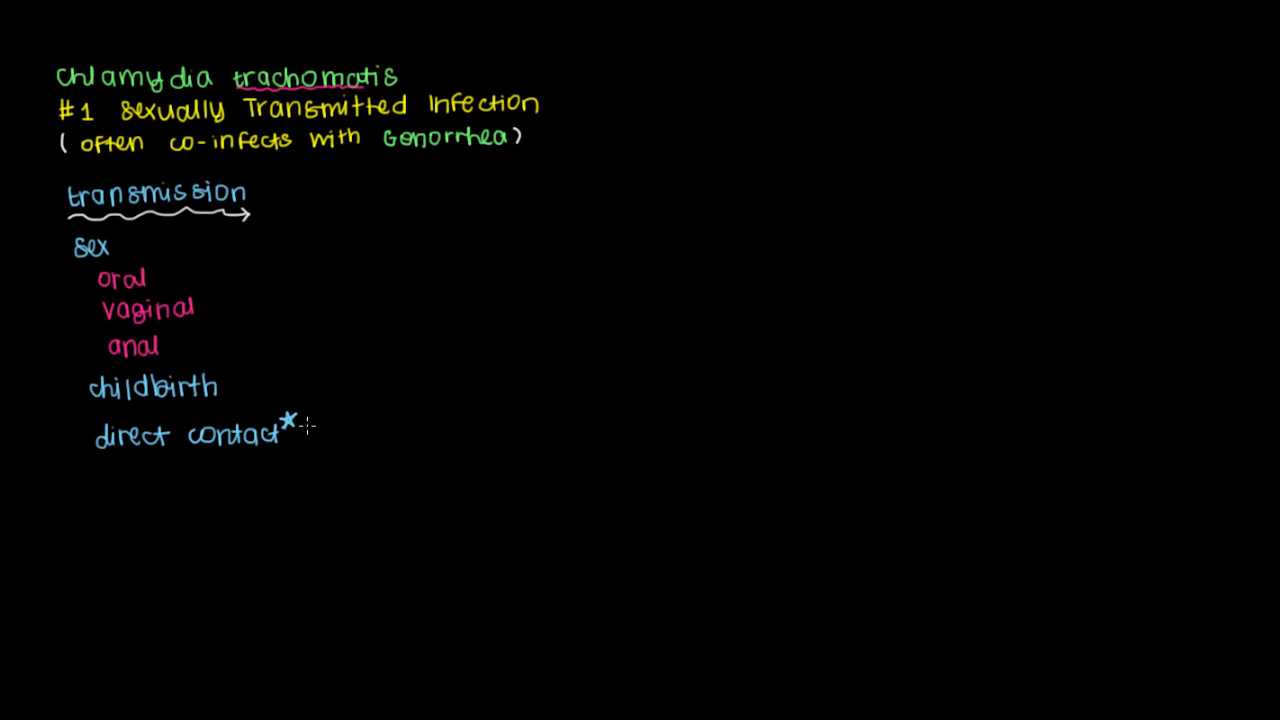 Chlamydia trachomatis
#1 Sexually Transmitted Infection
(often co-infects with Gonorrhea)
transmission
sex
oral
vaginal
anal
childbirth
direct contact*